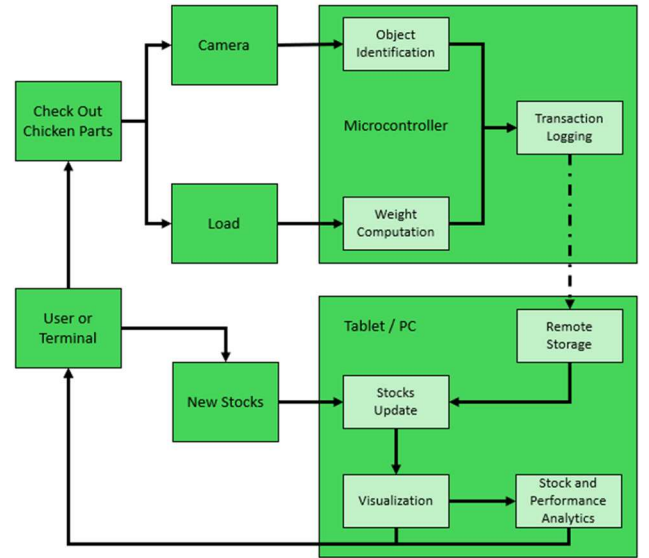 Camera
Object
Identification
Check Out
Chicken Parts
Microcontroller
Transaction
Logging
Load
Weight
Computation
User or
Terminal
Tablet / PC
Remote
Storage
New Stocks
Stocks
Update
Visualization
Stock and
Performance
Analytics